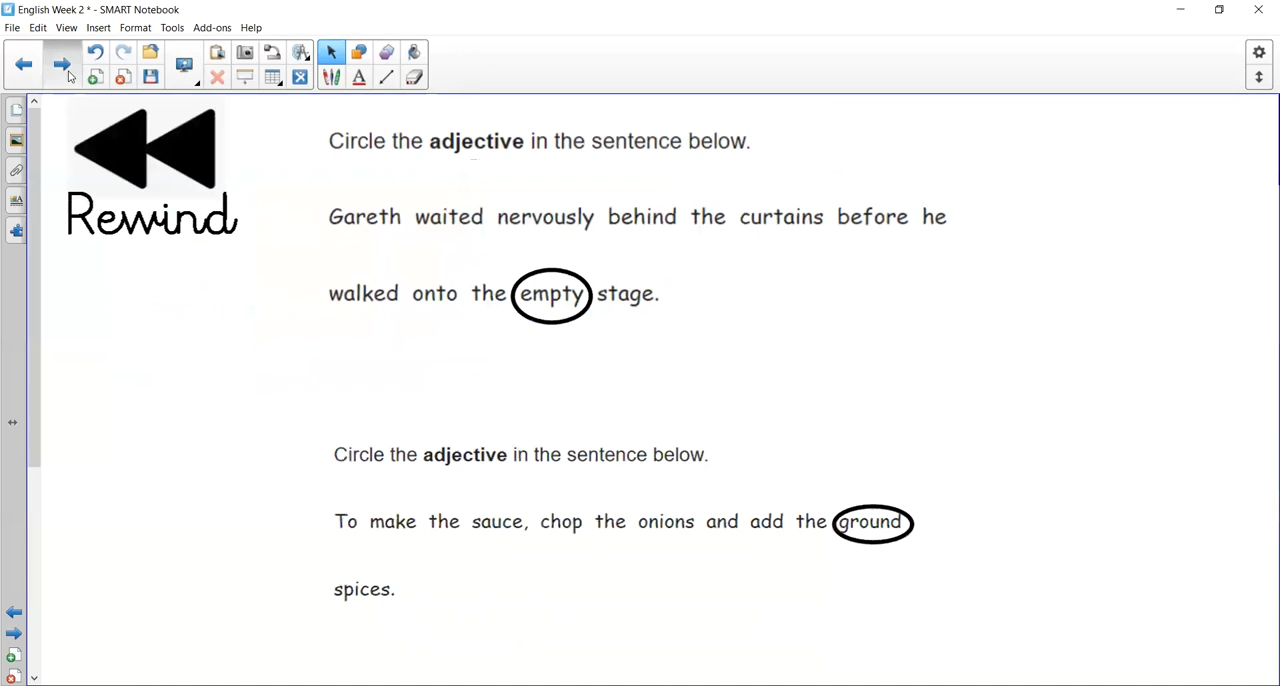 English Week 2 * - SMART Notebook
File Edit View Insert Format Tools Add-ons Help
Rewind
Circle the adjective in the sentence below.
Gareth waited nervously behind the curtains before he
walked onto the empty stage.
Circle the adjective in the sentence below.
To make the sauce, chop the onions and add the ground
spices.